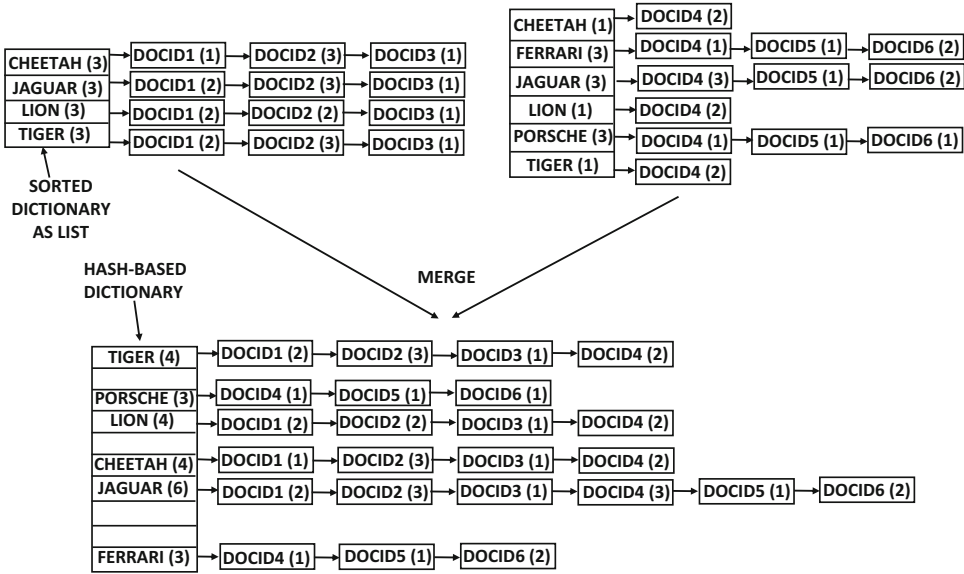 CHEETAH (3) DOCID1 (1) DOCID2 (3) DOCID3 (1)
JAGUAR (3) DOCID1 (2) DOCID2 (3) DOCID3 (1)
LION (3) DOCID1 (2) DOCID2 (2) DOCID3 (1)
TIGER (3) DOCID1 (2) DOCID2 (3) DOCID3 (1)
SORTED
DICTIONARY
AS LIST
CHEETAH (1) DOCID4 (2)
FERRARI (3) DOCID4 (1) DOCID5 (1) DOCID6 (2)
JAGUAR (3) DOCID4 (3) DOCID5 (1) DOCID6 (2)
LION (1) DOCID4 (2)
PORSCHE (3) DOCID4 (1) DOCID5 (1) DOCID6 (1)
TIGER (1) DOCID4 (2)
MERGE
HASH-BASED
DICTIONARY
TIGER (4) DOCID1 (2) DOCID2 (3) DOCID3 (1) DOCID4 (2)
PORSCHE (3) DOCID4 (1) DOCID5 (1) DOCID6 (1)
LION (4) DOCID1 (2) DOCID2 (2) DOCID3 (1) DOCID4 (2)
CHEETAH (4) DOCID1 (1) DOCID2 (3) DOCID3 (1) DOCID4 (2)
JAGUAR (6) DOCID1 (2) DOCID2 (3) DOCID3 (1) DOCID4 (3) DOCID5 (1) DOCID6 (2)
FERRARI (3) DOCID4 (1) DOCID5 (1) DOCID6 (2)